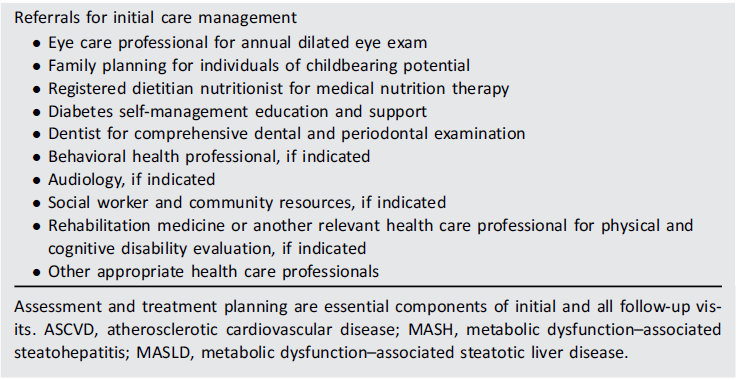 Referrals for initial care management
● Eye care professional for annual dilated eye exam
● Family planning for individuals of childbearing potential
● Registered dietitian nutritionist for medical nutrition therapy
● Diabetes self-management education and support
● Dentist for comprehensive dental and periodontal examination
● Behavioral health professional, if indicated
● Audiology, if indicated
● Social worker and community resources, if indicated
● Rehabilitation medicine or another relevant health care professional for physical and
cognitive disability evaluation, if indicated
● Other appropriate health care professionals
Assessment and treatment planning are essential components of initial and all follow-up vis-
its. ASCVD, atherosclerotic cardiovascular disease; MASH, metabolic dysfunction–associated
steatohepatitis; MASLD, metabolic dysfunction–associated steatotic liver disease.